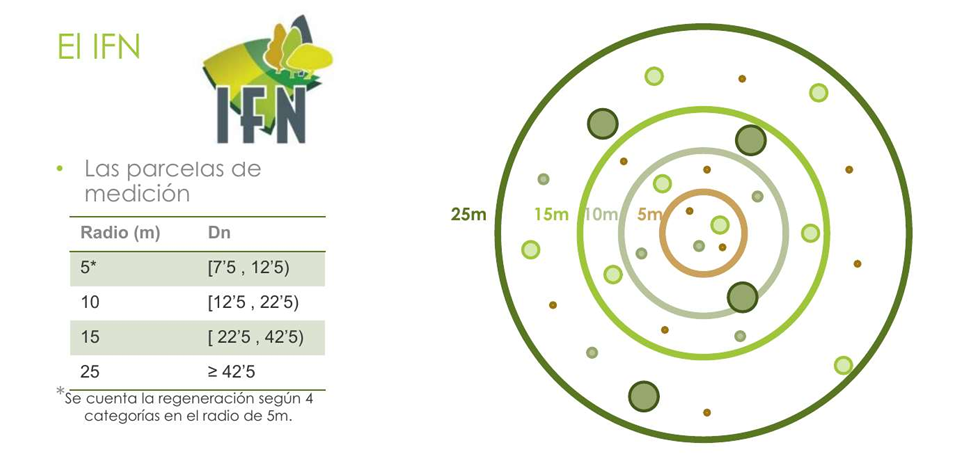 El IFN
IFN
• Las parcelas de
medición
Radio (m) Dn
5* [7’5 , 12’5)
10 [12’5 , 22’5)
15 [ 22’5 , 42’5)
25 ≥ 42’5
*Se cuenta la regeneración según 4
categorías en el radio de 5m.
25m 15m 10m 5m